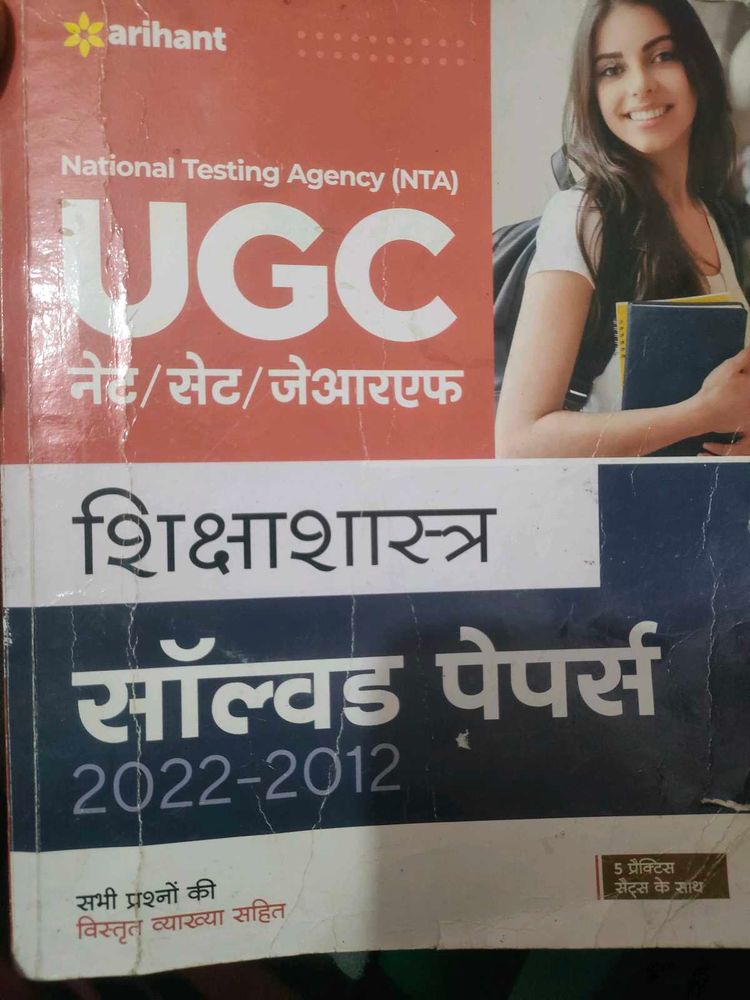 arihant
National Testing Agency (NTA)
UGC
नेट/सेट/जेआरएफ
शिक्षाशास्त्र
सॉल्वड पेपर्स
2022-2012
सभी प्रश्नों की
विस्तृत व्याख्या सहित
5 प्रैक्टिस
सैट्स के साथ